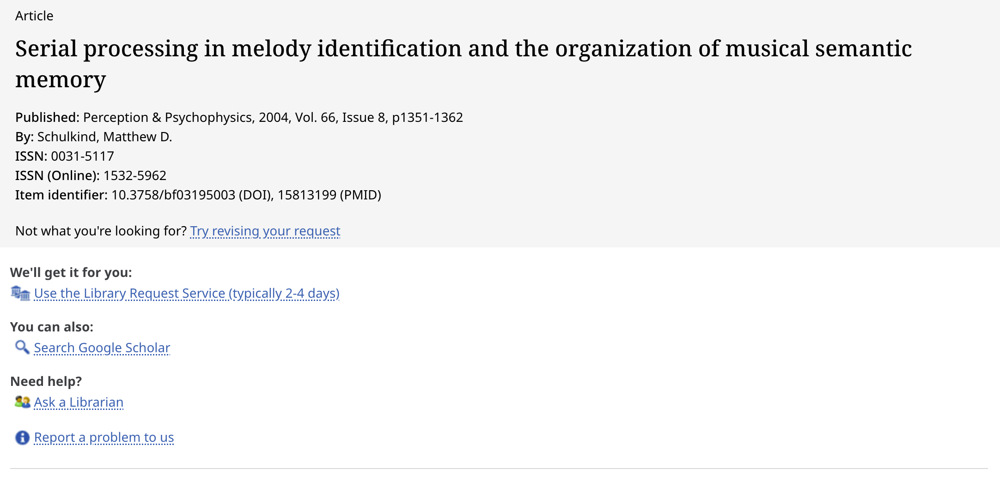 Article
Serial processing in melody identification and the organization of musical semantic
memory
Published: Perception & Psychophysics, 2004, Vol. 66, Issue 8, p1351-1362
By: Schulkind, Matthew D.
ISSN: 0031-5117
ISSN (Online): 1532-5962
Item identifier: 10.3758/bf03195003 (DOI), 15813199 (PMID)
Not what you're looking for? Try revising your request
We'll get it for you:
Use the Library Request Service (typically 2-4 days)
You can also:
Search Google Scholar
Need help?
Ask a Librarian
Report a problem to us